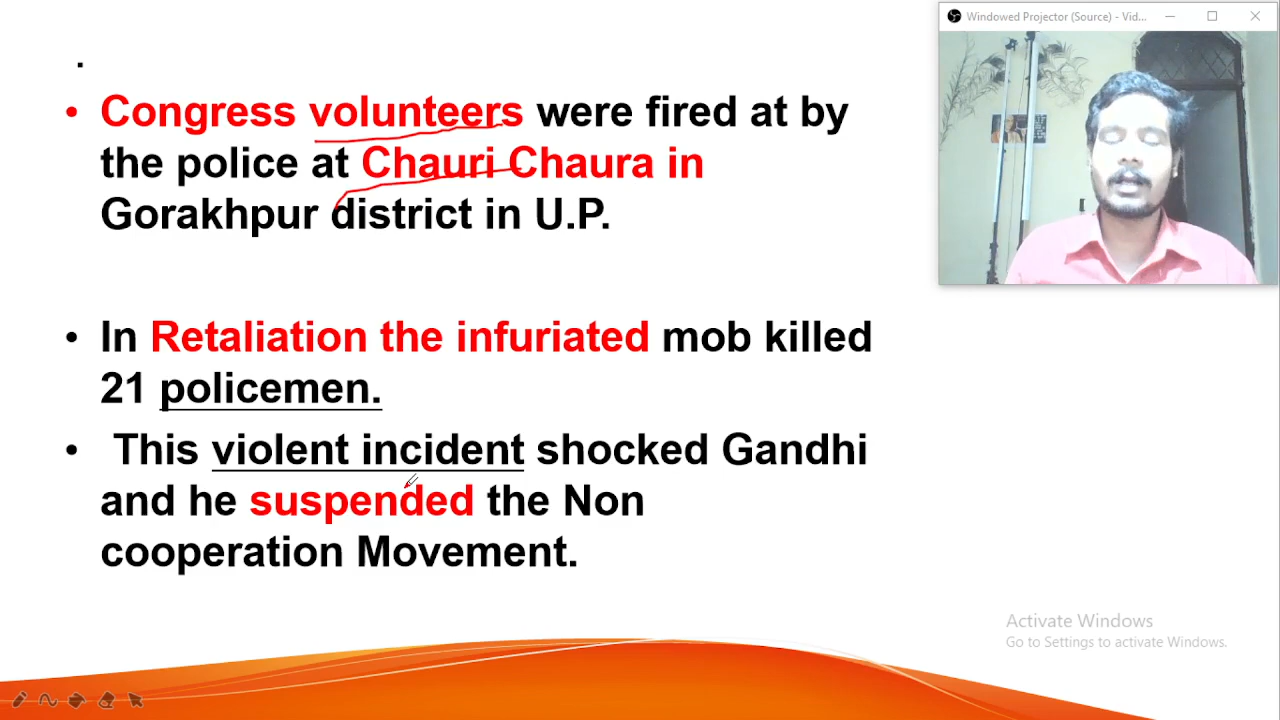 Windowed Projector (Source) - Vid...
.
• Congress volunteers were fired at by
the police at Chauri Chaura in
Gorakhpur district in U.P.
• In Retaliation the infuriated mob killed
21 policemen.
• This violent incident shocked Gandhi
and he suspended the Non
cooperation Movement.
Activate Windows
Go to Settings to activate Windows.